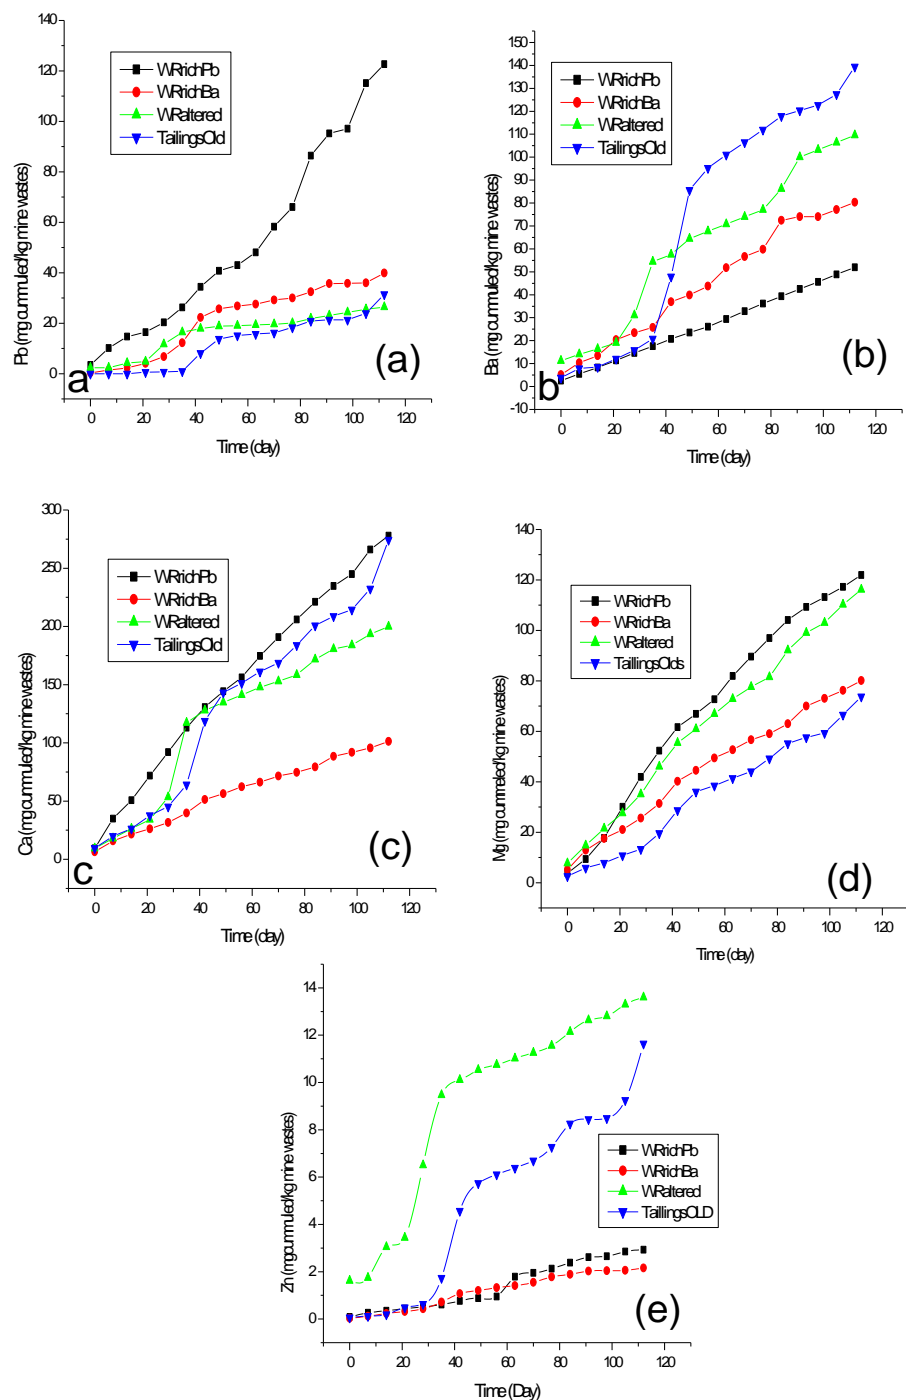 140
120
100
80
60
40
20
0
Pb (mg cummuled/kg mine wastes)
WRrichPb
WRrichBa
WRaltered
TailingsOld
(a)
a
0 20 40 60 80 100 120
Time (day)
150
140
130
120
110
100
90
80
70
60
50
40
30
20
10
0
-10
Ba (mg cummuled/kg mine wastes)
WRrichPb
WRrichBa
WRaltered
TailingsOld
(b)
b
0 20 40 60 80 100 120
Time (day)
300
250
200
150
100
50
0
Ca (mg cummuled/kg mine wastes)
WRrichPb
WRrichBa
WRaltered
TailingsOld
(c)
c
0 20 40 60 80 100 120
Time (day)
140
120
100
80
60
40
20
0
Mg (mg cummeled/kg mine wastes)
WRrichPb
WRrichBa
WRaltered
TaillingsOlds
(d)
0 20 40 60 80 100 120
Time (day)
14
12
10
8
6
4
2
0
Zn (mg cummuled/kg mine wastes)
WRrichPb
WRrichBa
WRaltered
TaillingsOLD
(e)
0 20 40 60 80 100 120
Time (Day)